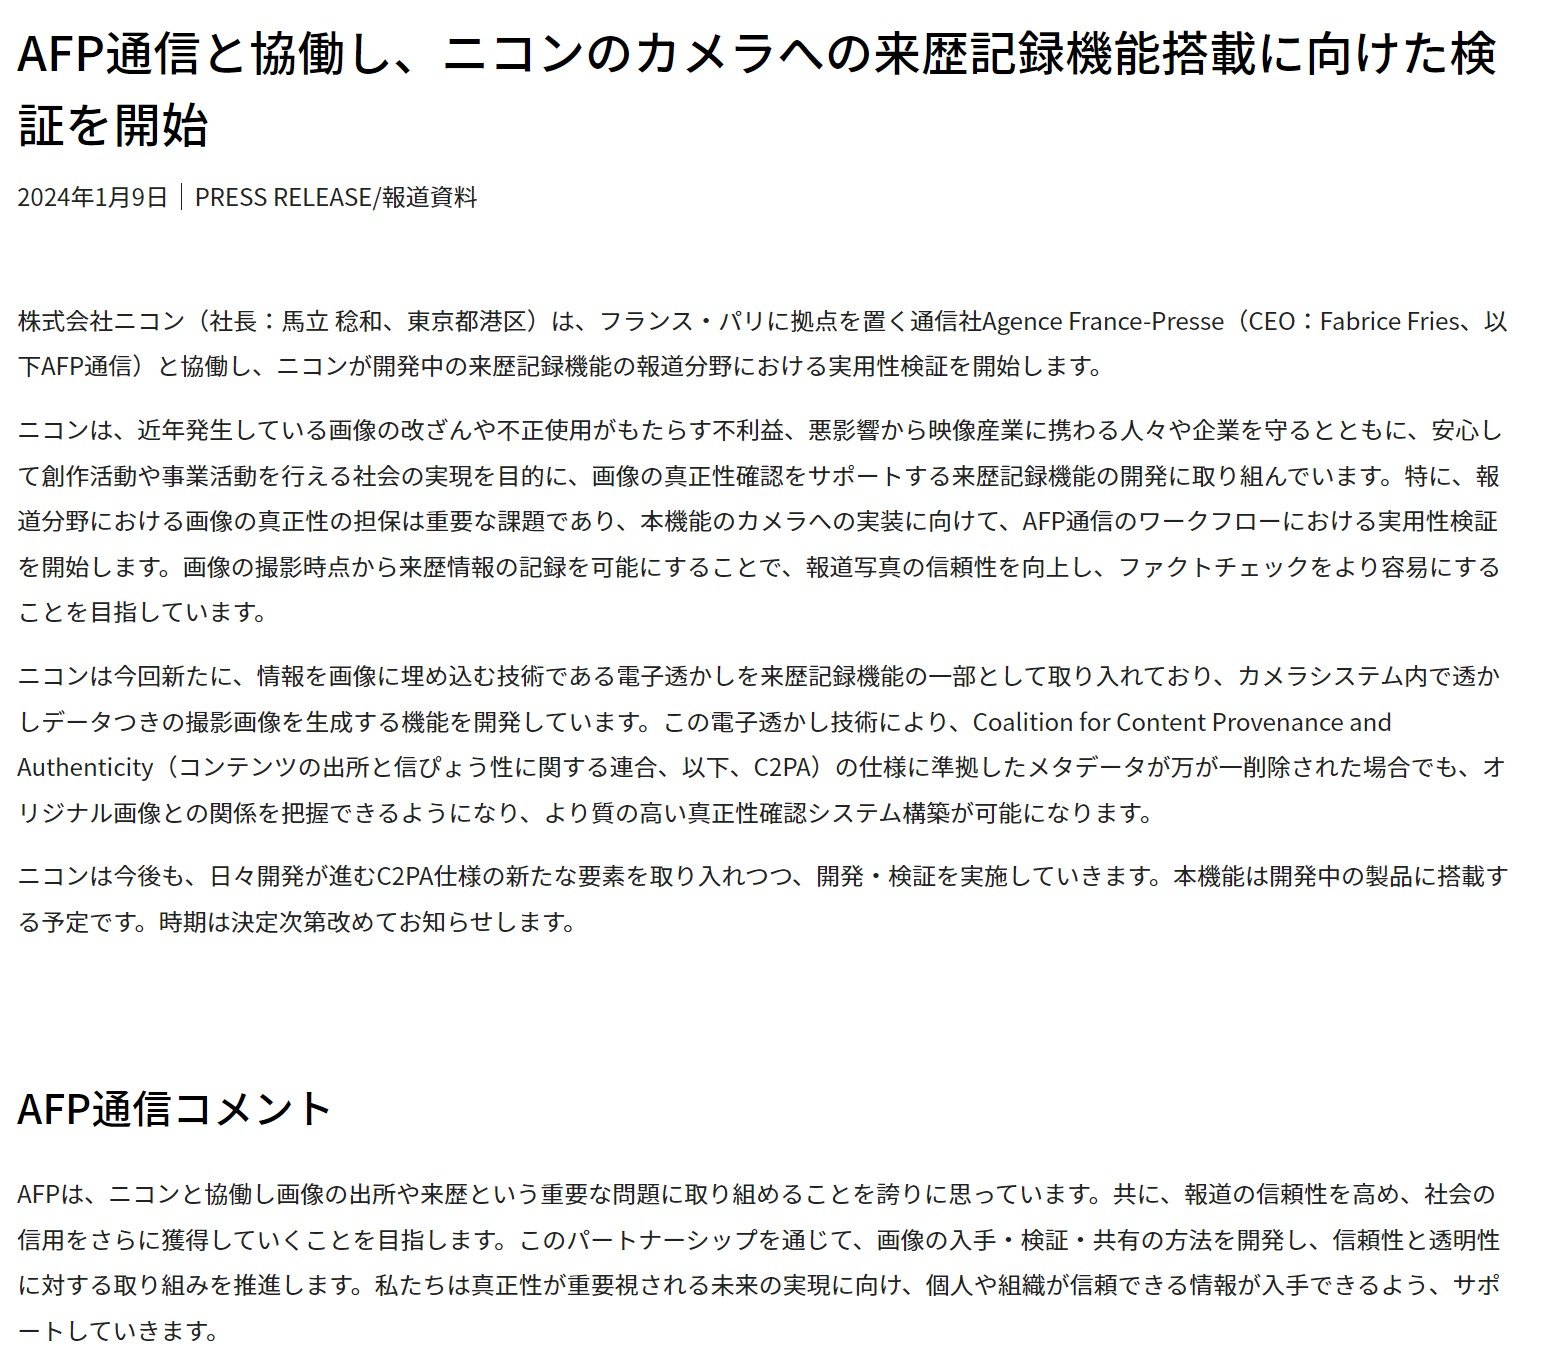 AFP通信と協働し、ニコンのカメラへの来歴記録機能搭載に向けた検
証を開始
2024年1月9日｜PRESS RELEASE/報道資料
株式会社ニコン（社長：馬立 稔和、東京都港区）は、フランス・パリに拠点を置く通信社Agence France-Presse（CEO：Fabrice Fries、以
下AFP通信）と協働し、ニコンが開発中の来歴記録機能の報道分野における実用性検証を開始します。
ニコンは、近年発生している画像の改ざんや不正使用がもたらす不利益、悪影響から映像産業に携わる人々や企業を守るとともに、安心し
て創作活動や事業活動を行える社会の実現を目的に、画像の真正性確認をサポートする来歴記録機能の開発に取り組んでいます。特に、報
道分野における画像の真正性の担保は重要な課題であり、本機能のカメラへの実装に向けて、AFP通信のワークフローにおける実用性検証
を開始します。画像の撮影時点から来歴情報の記録を可能にすることで、報道写真の信頼性を向上し、ファクトチェックをより容易にする
ことを目指しています。
ニコンは今回新たに、情報を画像に埋め込む技術である電子透かしを来歴記録機能の一部として取り入れており、カメラシステム内で透か
しデータつきの撮影画像を生成する機能を開発しています。この電子透かし技術により、Coalition for Content Provenance and
Authenticity（コンテンツの出所と信ぴょう性に関する連合、以下、C2PA）の仕様に準拠したメタデータが万が一削除された場合でも、オ
リジナル画像との関係を把握できるようになり、より質の高い真正性確認システム構築が可能になります。
ニコンは今後も、日々開発が進むC2PA仕様の新たな要素を取り入れつつ、開発・検証を実施していきます。本機能は開発中の製品に搭載す
る予定です。時期は決定次第改めてお知らせします。
AFP通信コメント
AFPは、ニコンと協働し画像の出所や来歴という重要な問題に取り組めることを誇りに思っています。共に、報道の信頼性を高め、社会の
信用をさらに獲得していくことを目指します。このパートナーシップを通じて、画像の入手・検証・共有の方法を開発し、信頼性と透明性
に対する取り組みを推進します。私たちは真正性が重要視される未来の実現に向け、個人や組織が信頼できる情報が入手できるよう、サポ
ートしていきます。